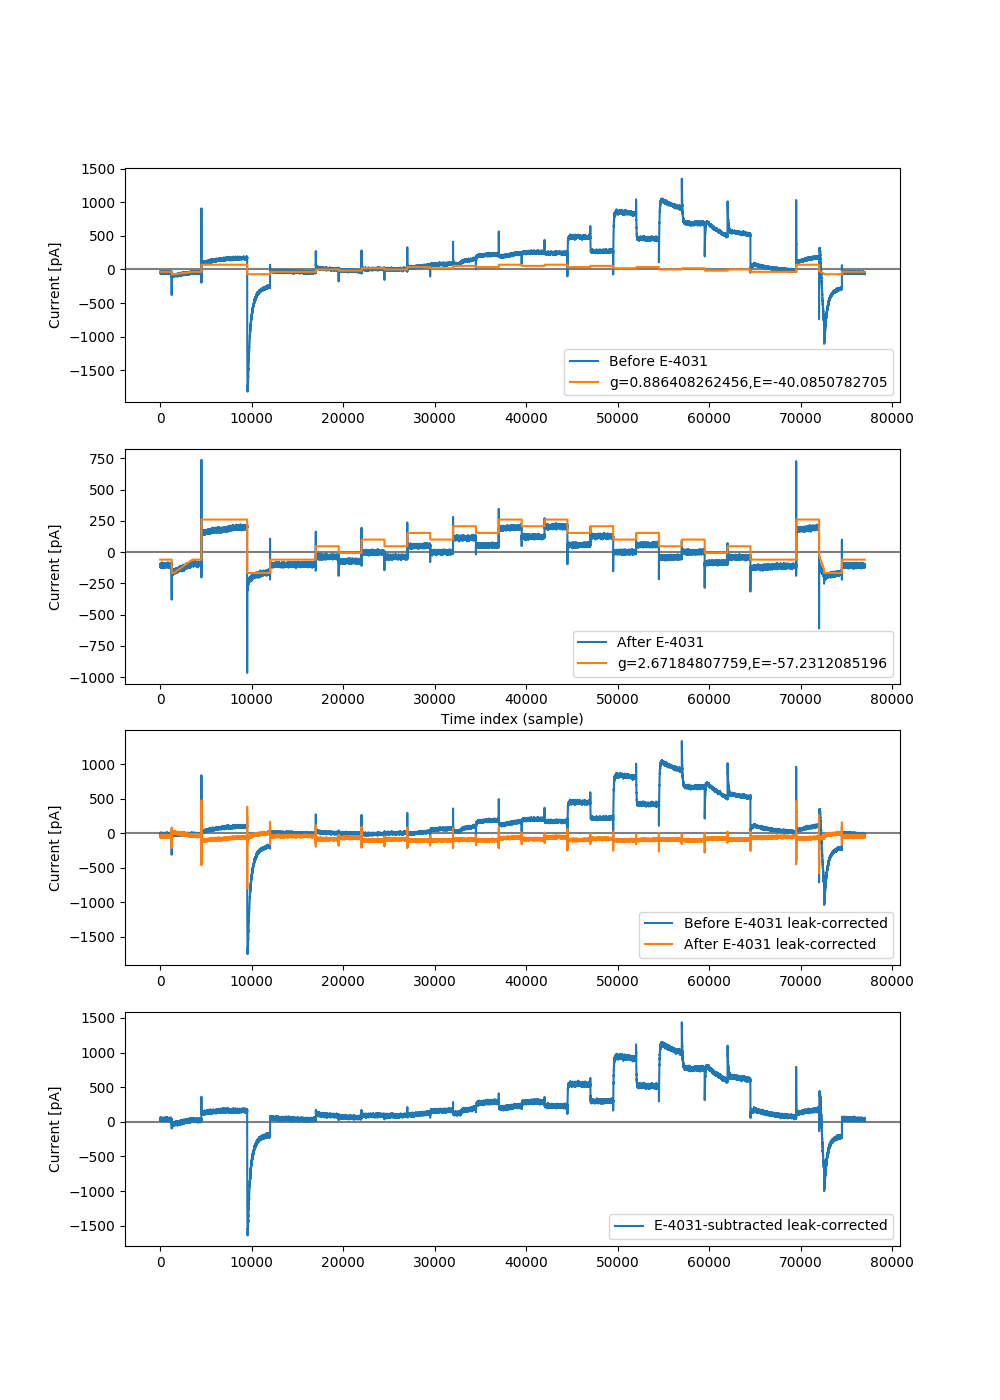 1500
1000
500
0
−500
−1000
−1500
Current [pA]
Before E-4031
g=0.886408262456,E=-40.0850782705
0 10000 20000 30000 40000 50000 60000 70000 80000
750
500
250
0
−250
−500
−750
−1000
Current [pA]
After E-4031
g=2.67184807759,E=-57.2312085196
0 10000 20000 30000 40000 50000 60000 70000 80000
Time index (sample)
1000
500
0
−500
−1000
−1500
Current [pA]
Before E-4031 leak-corrected
After E-4031 leak-corrected
0 10000 20000 30000 40000 50000 60000 70000 80000
1500
1000
500
0
−500
−1000
−1500
Current [pA]
E-4031-subtracted leak-corrected
0 10000 20000 30000 40000 50000 60000 70000 80000